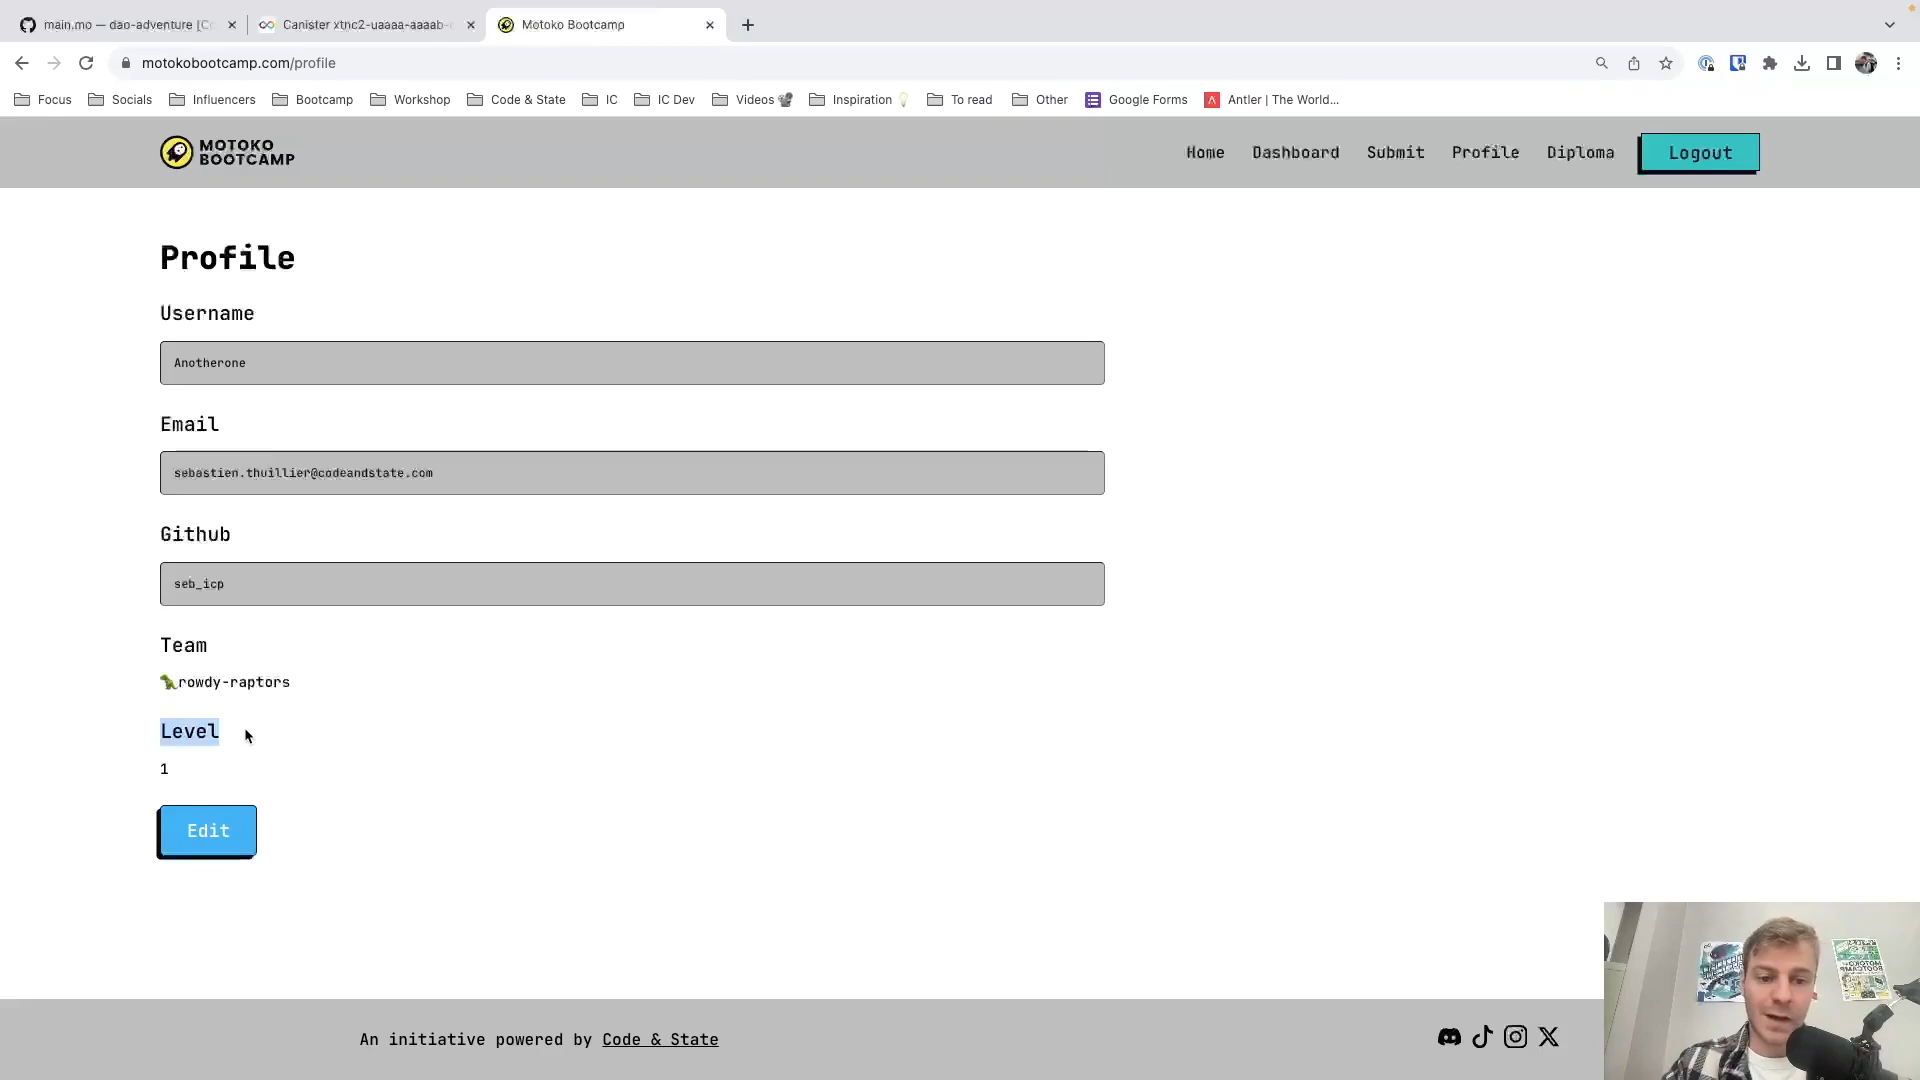 main.mo — dao-adventure [Co
Canister xtnc2-uaaaa-aaaab-
Motoko Bootcamp
motokobootcamp.com/profile
Focus
Socials
Influencers
Bootcamp
Workshop
Code & State
IC
IC Dev
Videos 📽
Inspiration 💡
To read
Other
Google Forms
Antler | The World...
MOTOKO
BOOTCAMP
Home
Dashboard
Submit
Profile
Diploma
Logout
Profile
Username
Anotherone
Email
sebastien.thuillier@codeandstate.com
Github
seb_icp
Team
🦖rowdy-raptors
Level
1
Edit
An initiative powered by Code & State